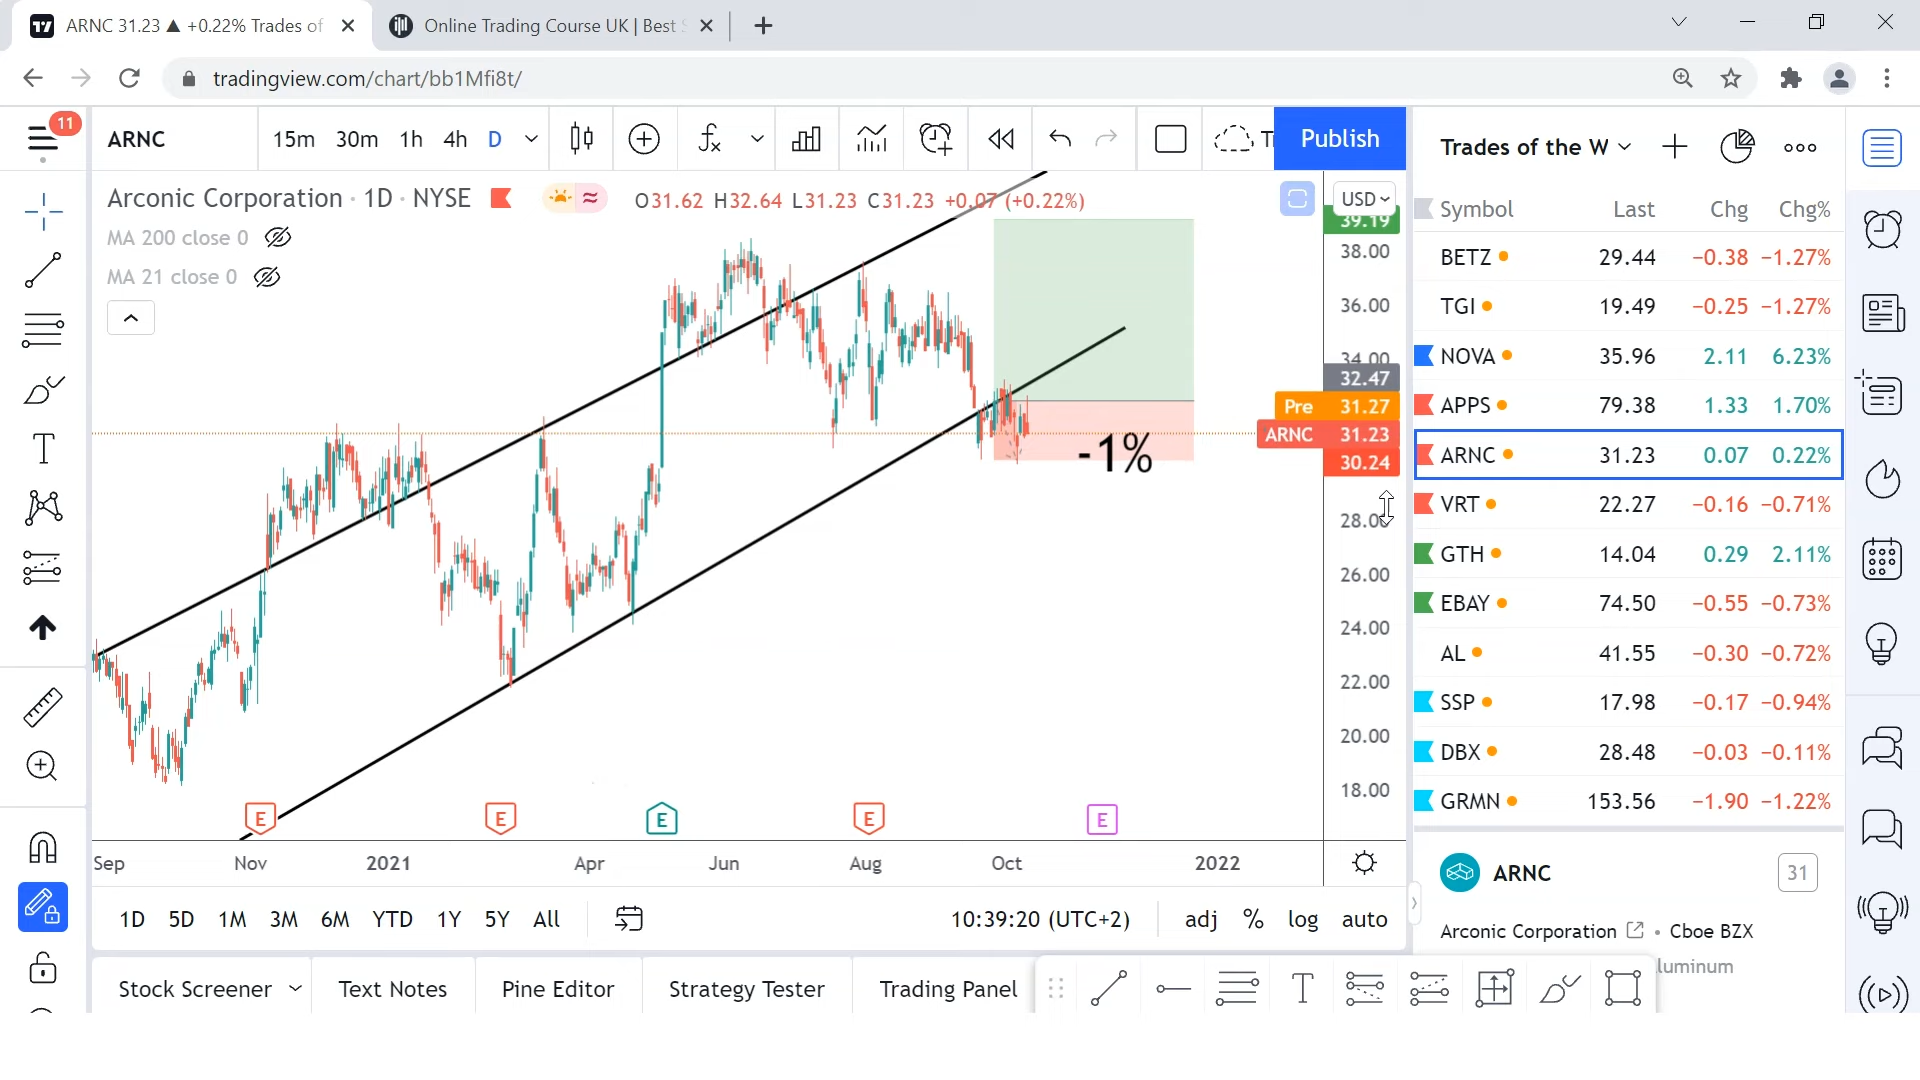 ARNC 31.23 ▲ +0.22% Trades of
Online Trading Course UK | Best
tradingview.com/chart/bb1Mfi8t/
11
ARNC
15m 30m 1h 4h D
Publish
Arconic Corporation · 1D · NYSE
O31.62 H32.64 L31.23 C31.23 +0.07 (+0.22%)
MA 200 close 0
MA 21 close 0
USD
39.19
38.00
36.00
34.00
32.47
Pre 31.27
ARNC 31.23
30.24
28.00
26.00
24.00
22.00
20.00
18.00
-1%
E E E E E
Sep Nov 2021 Apr Jun Aug Oct 2022
1D 5D 1M 3M 6M YTD 1Y 5Y All
10:39:20 (UTC+2) adj % log auto
Stock Screener Text Notes Pine Editor Strategy Tester Trading Panel
Trades of the W
Symbol Last Chg Chg%
BETZ 29.44 −0.38 −1.27%
TGI 19.49 −0.25 −1.27%
NOVA 35.96 2.11 6.23%
APPS 79.38 1.33 1.70%
ARNC 31.23 0.07 0.22%
VRT 22.27 −0.16 −0.71%
GTH 14.04 0.29 2.11%
EBAY 74.50 −0.55 −0.73%
AL 41.55 −0.30 −0.72%
SSP 17.98 −0.17 −0.94%
DBX 28.48 −0.03 −0.11%
GRMN 153.56 −1.90 −1.22%
ARNC
31
Arconic Corporation • Cboe BZX
luminum